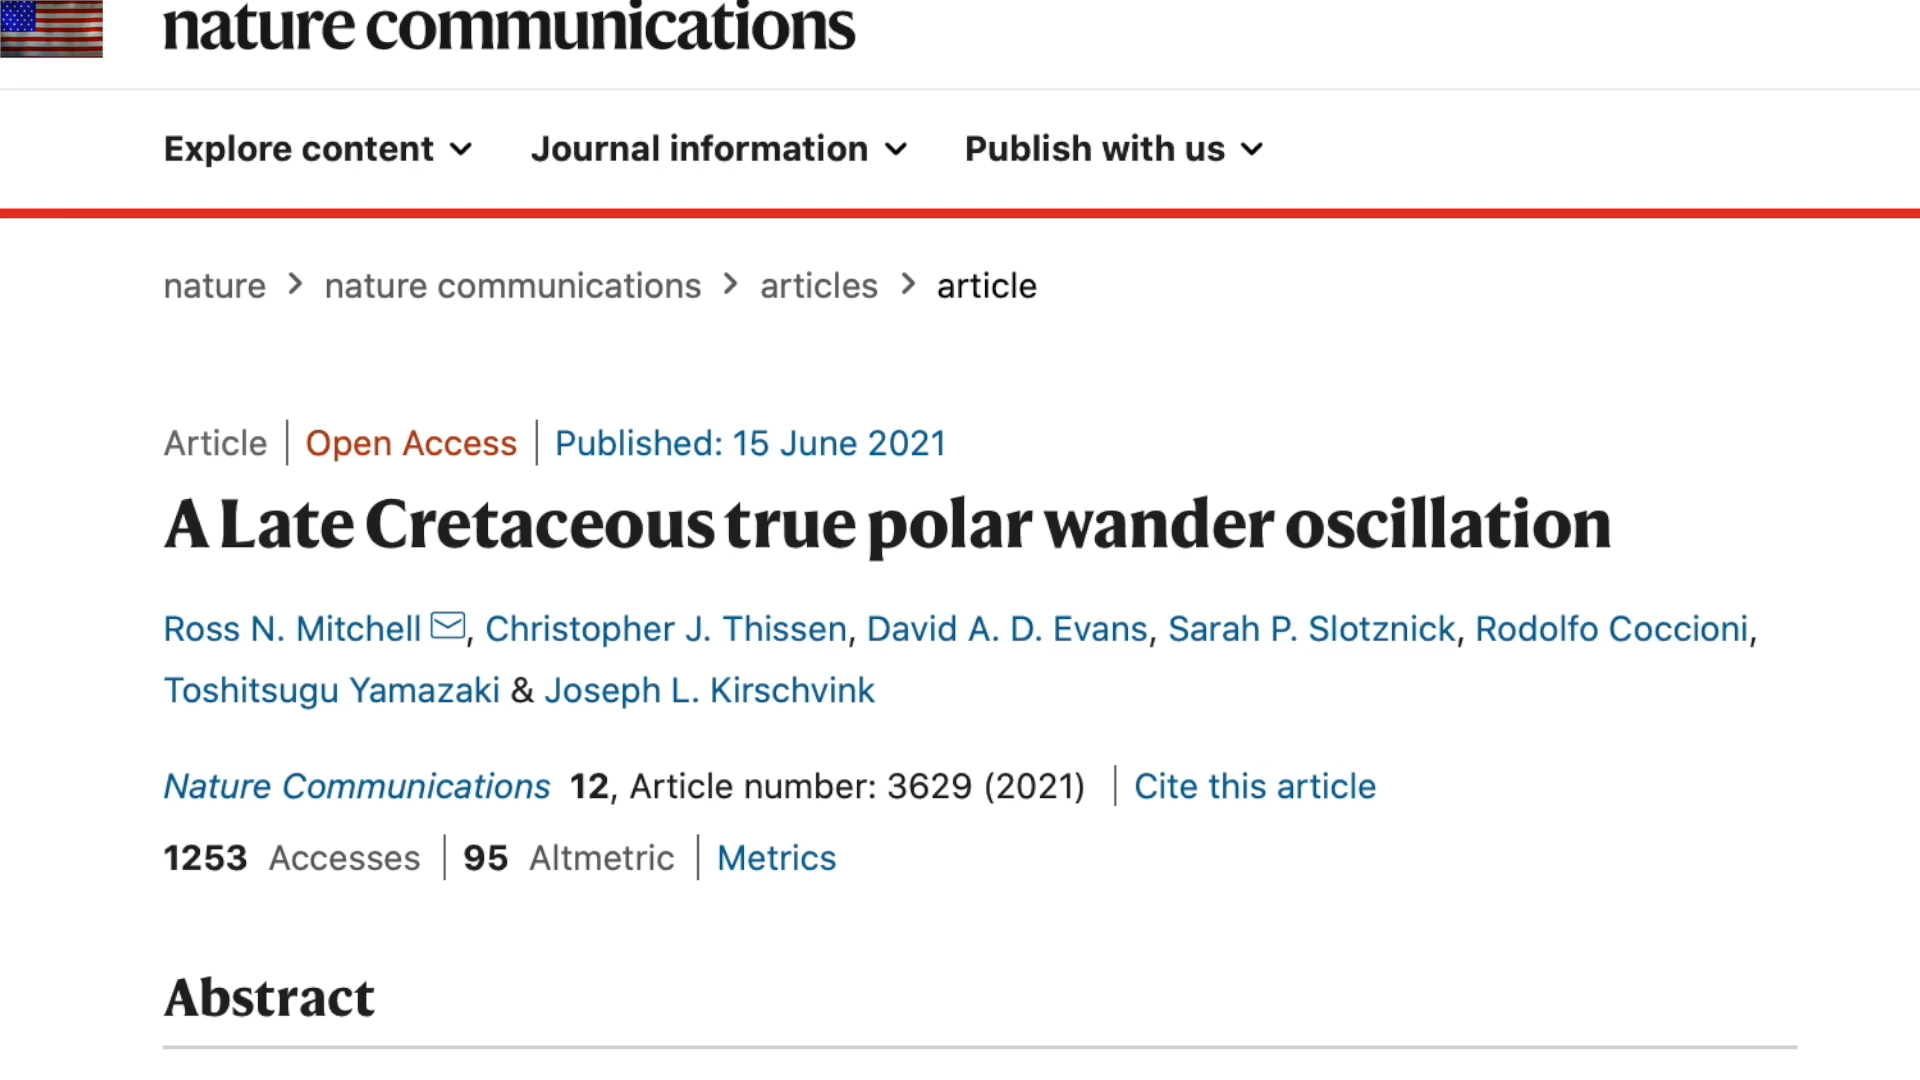 nature communications
Explore content Journal information Publish with us
nature > nature communications > articles > article
Article | Open Access | Published: 15 June 2021
A Late Cretaceous true polar wander oscillation
Ross N. Mitchell, Christopher J. Thissen, David A. D. Evans, Sarah P. Slotznick, Rodolfo Coccioni,
Toshitsugu Yamazaki & Joseph L. Kirschvink
Nature Communications 12, Article number: 3629 (2021) | Cite this article
1253 Accesses | 95 Altmetric | Metrics
Abstract